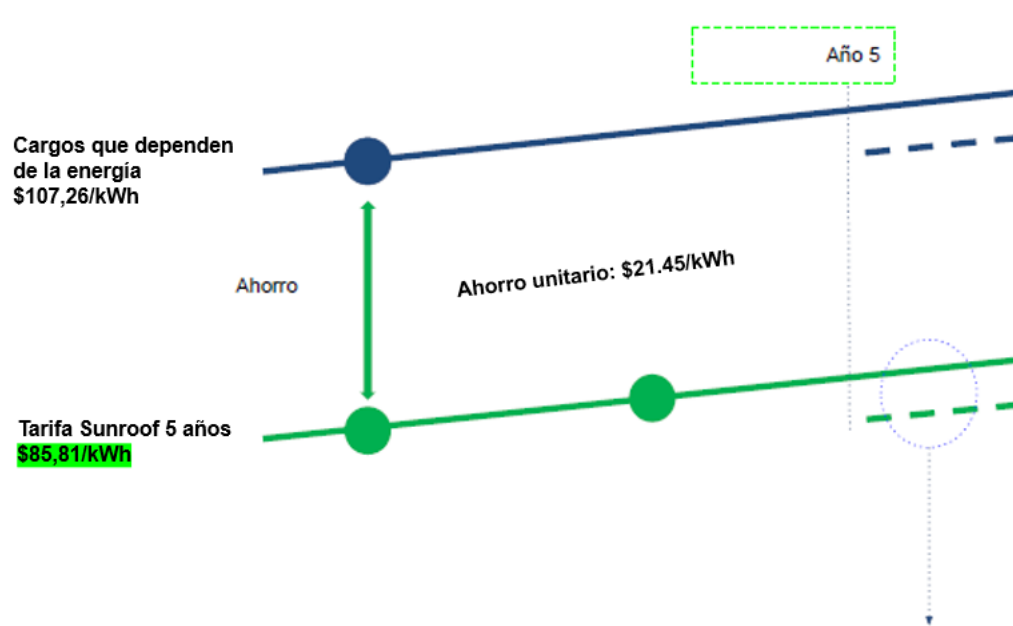 Año 5
Cargos que dependen
de la energía
$107,26/kWh
Ahorro
Ahorro unitario: $21.45/kWh
Tarifa Sunroof 5 años
$85,81/kWh